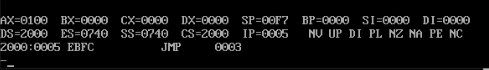 AX=0100  BX=0000  CX=0000  DX=0000  SP=00F7  BP=0000  SI=0000  DI=0000
DS=2000  ES=0740  SS=0740  CS=2000  IP=0005   NV UP DI PL NZ NA PE NC
2000:0005 EBFC          JMP     0003
-_